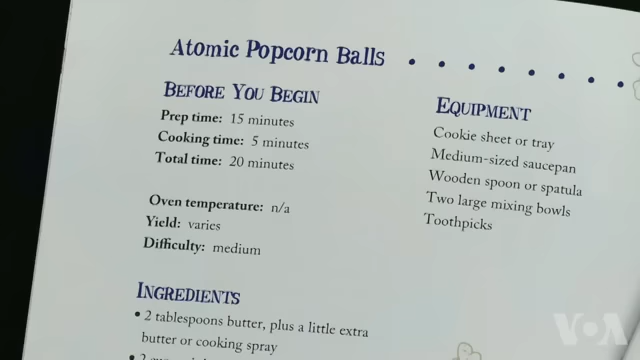 Atomic Popcorn Balls
BEFORE YOU BEGIN
Prep time: 15 minutes
Cooking time: 5 minutes
Total time: 20 minutes
Oven temperature: n/a
Yield: varies
Difficulty: medium
EQUIPMENT
Cookie sheet or tray
Medium-sized saucepan
Wooden spoon or spatula
Two large mixing bowls
Toothpicks
INGREDIENTS
• 2 tablespoons butter, plus a little extra
butter or cooking spray
VOA